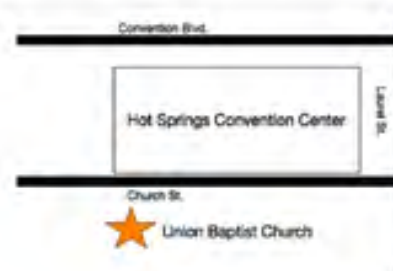 Convention Blvd.
Hot Springs Convention Center
Laurel St.
Church St.
Union Baptist Church